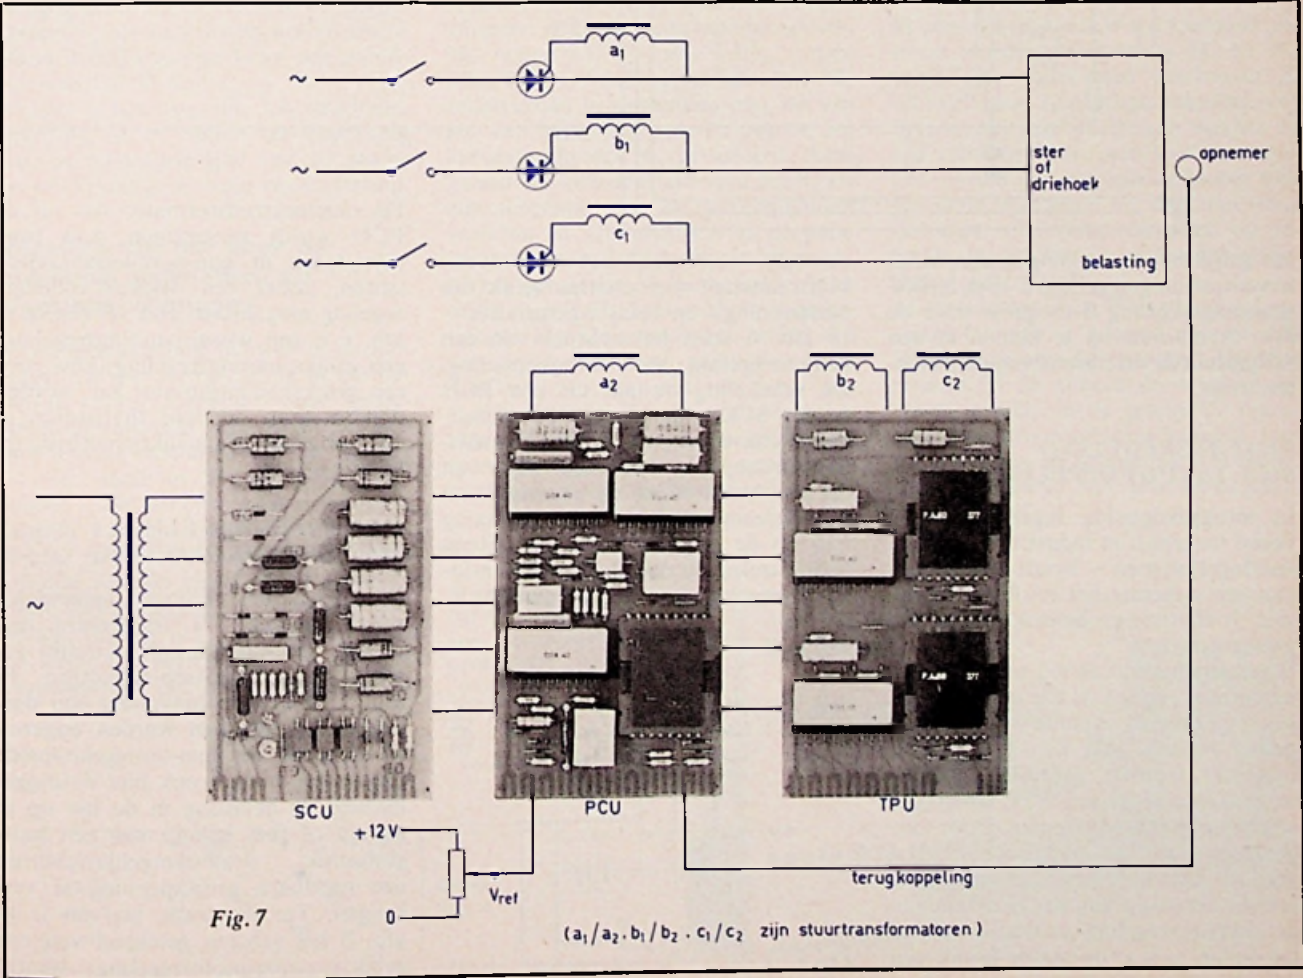 a₁
~
b₁
~
c₁
~
ster
of
driehoek
opnemer
belasting
a₂
b₂
c₂
~
SCU
PCU
TPU
+12V
Vref
0
terugkoppeling
Fig. 7
(a₁/a₂ . b₁/b₂ . c₁/c₂ zijn stuurtransformatoren)